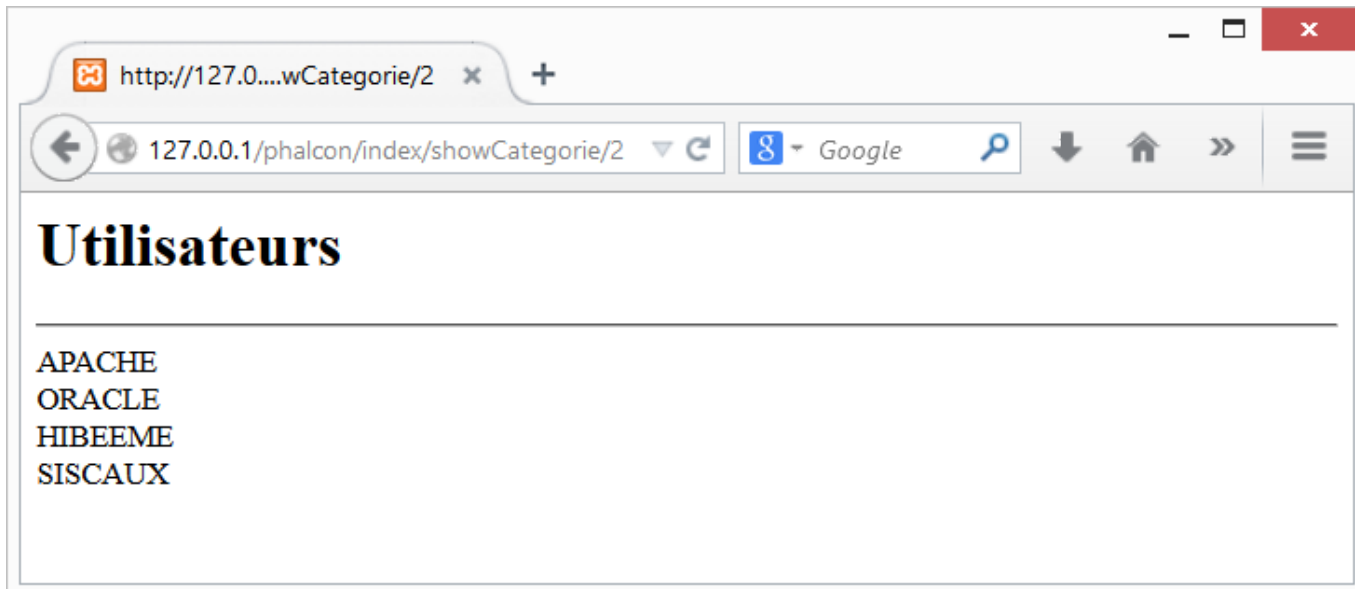 http://127.0....wCategorie/2
127.0.0.1/phalcon/index/showCategorie/2
Google
Utilisateurs
APACHE
ORACLE
HIBEEME
SISCAUX